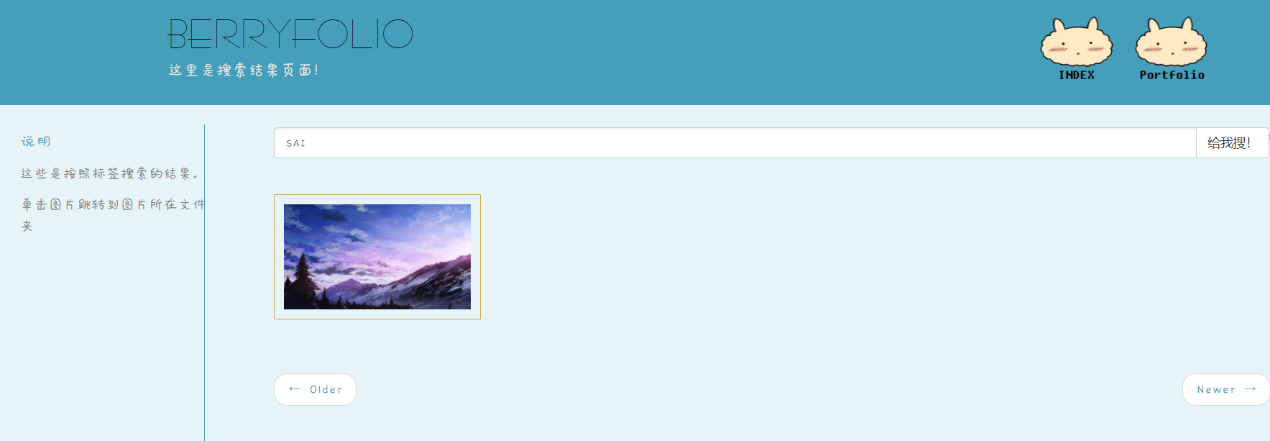 BERRYFOLIO
这里是搜索结果页面!
INDEX
Portfolio
说明
这些是按照标签搜索的结果。
单击图片跳转到图片所在文件
夹
SAI
给我搜!
← Older
Newer →